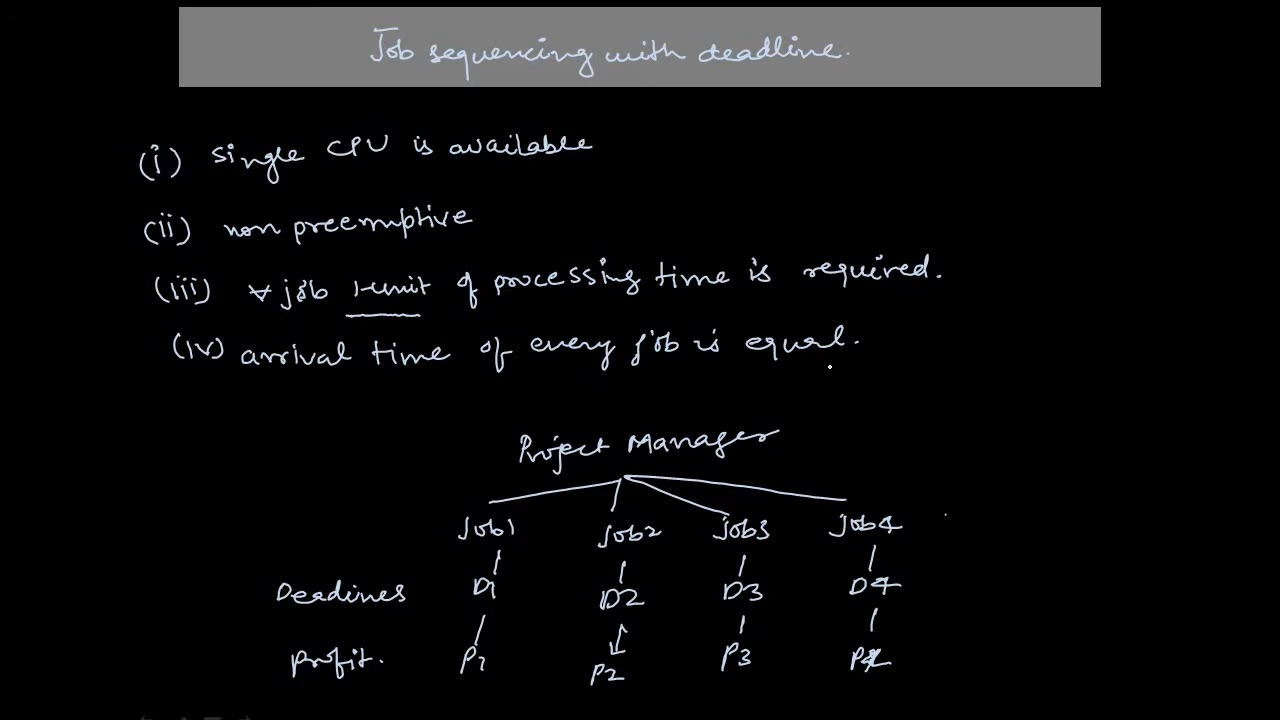 Job sequencing with deadline.
(i) single CPU is available
(ii) non preemptive
(iii) ∀ job 1-unit of processing time is required.
(iv) arrival time of every job is equal.
Project Manager
Job1 Job2 Job3 Job4
Deadines D1 D2 D3 D4
Profit. P1 P2 P3 P4